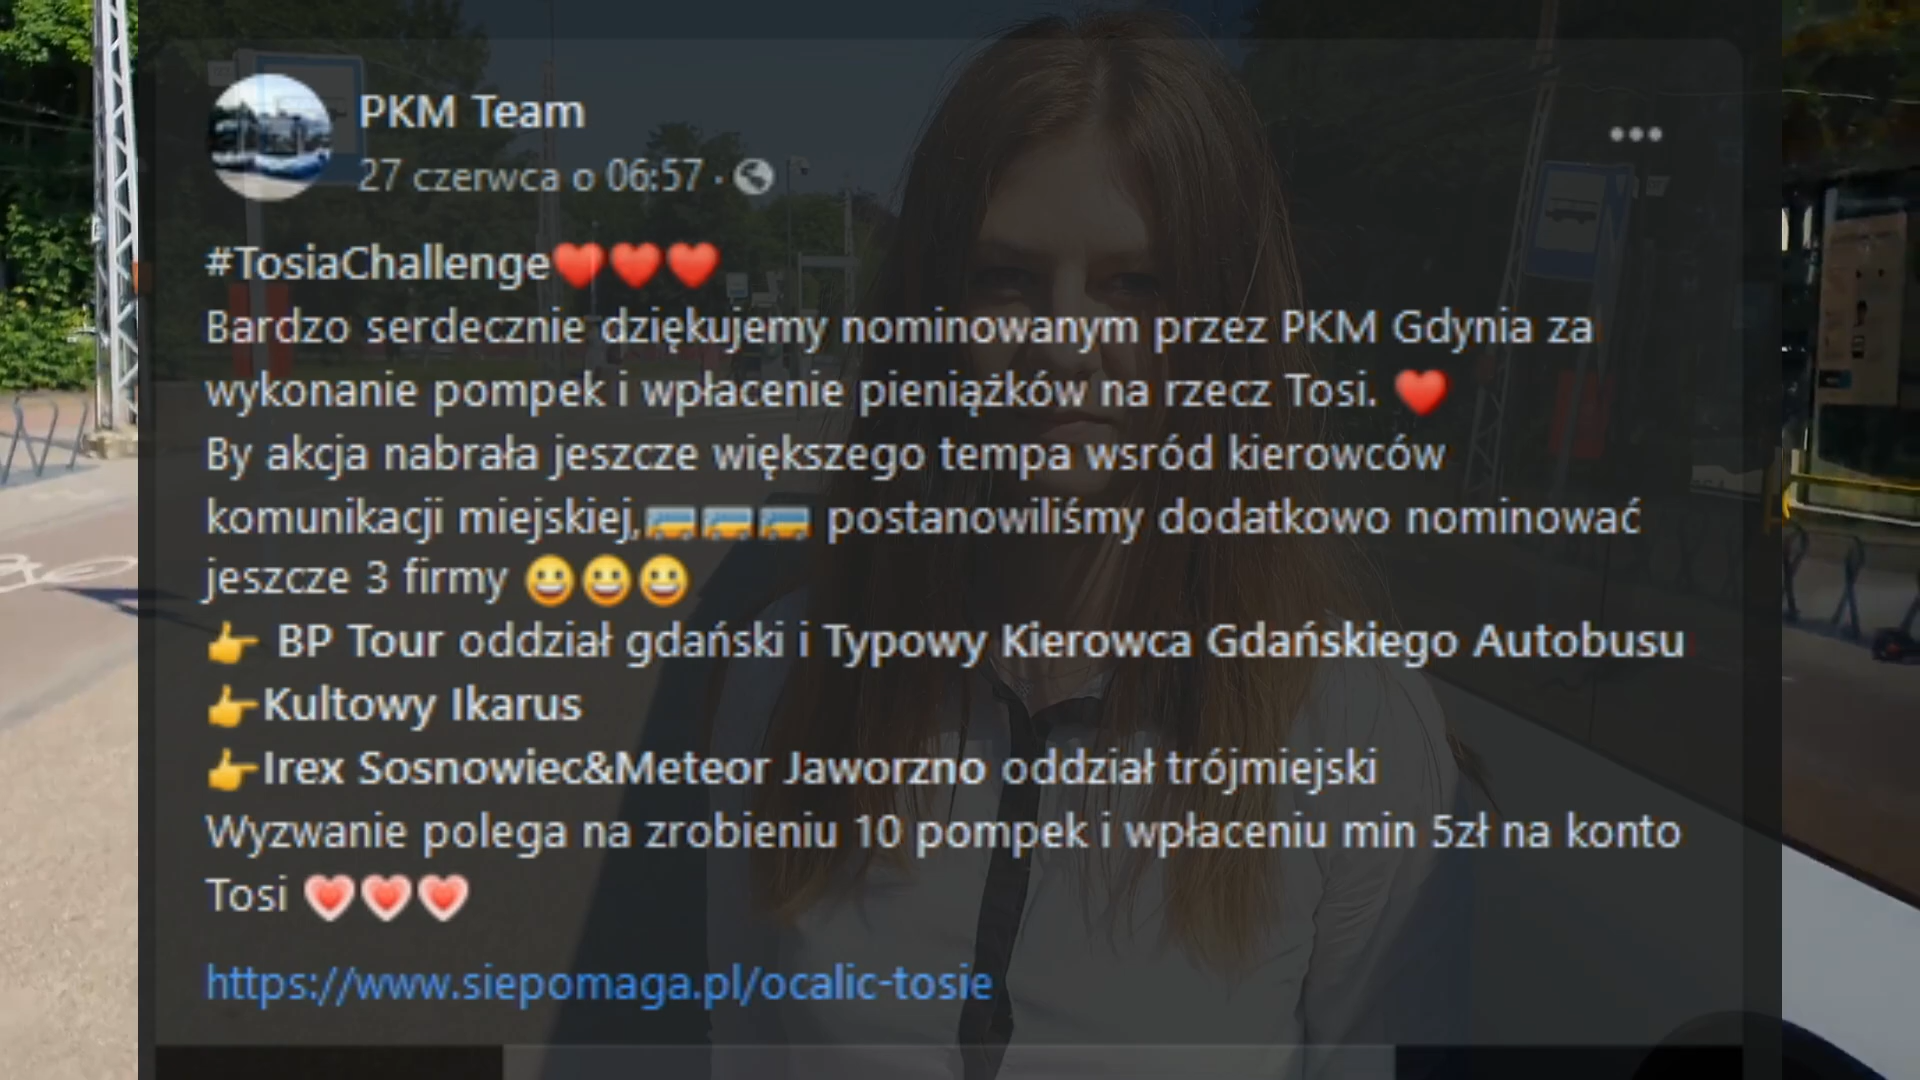 PKM Team
27 czerwca o 06:57 ·
#TosiaChallenge❤️❤️❤️
Bardzo serdecznie dziękujemy nominowanym przez PKM Gdynia za
wykonanie pompek i wpłacenie pieniążków na rzecz Tosi. ❤️
By akcja nabrała jeszcze większego tempa wsród kierowców
komunikacji miejskiej,🚌🚌🚌 postanowiliśmy dodatkowo nominować
jeszcze 3 firmy 😀😀😀
👉 BP Tour oddział gdański i Typowy Kierowca Gdańskiego Autobusu
👉Kultowy Ikarus
👉Irex Sosnowiec&Meteor Jaworzno oddział trójmiejski
Wyzwanie polega na zrobieniu 10 pompek i wpłaceniu min 5zł na konto
Tosi 💗💗💗
https://www.siepomaga.pl/ocalic-tosie